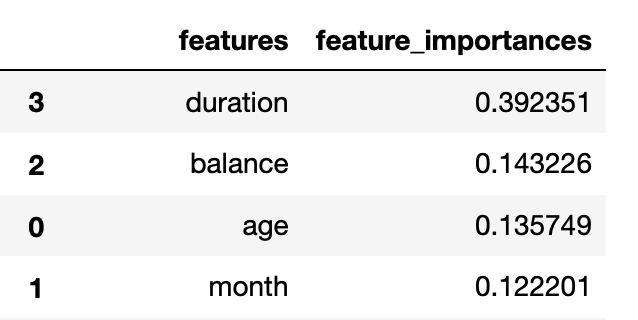 features feature_importances
3 duration 0.392351
2 balance 0.143226
0 age 0.135749
1 month 0.122201